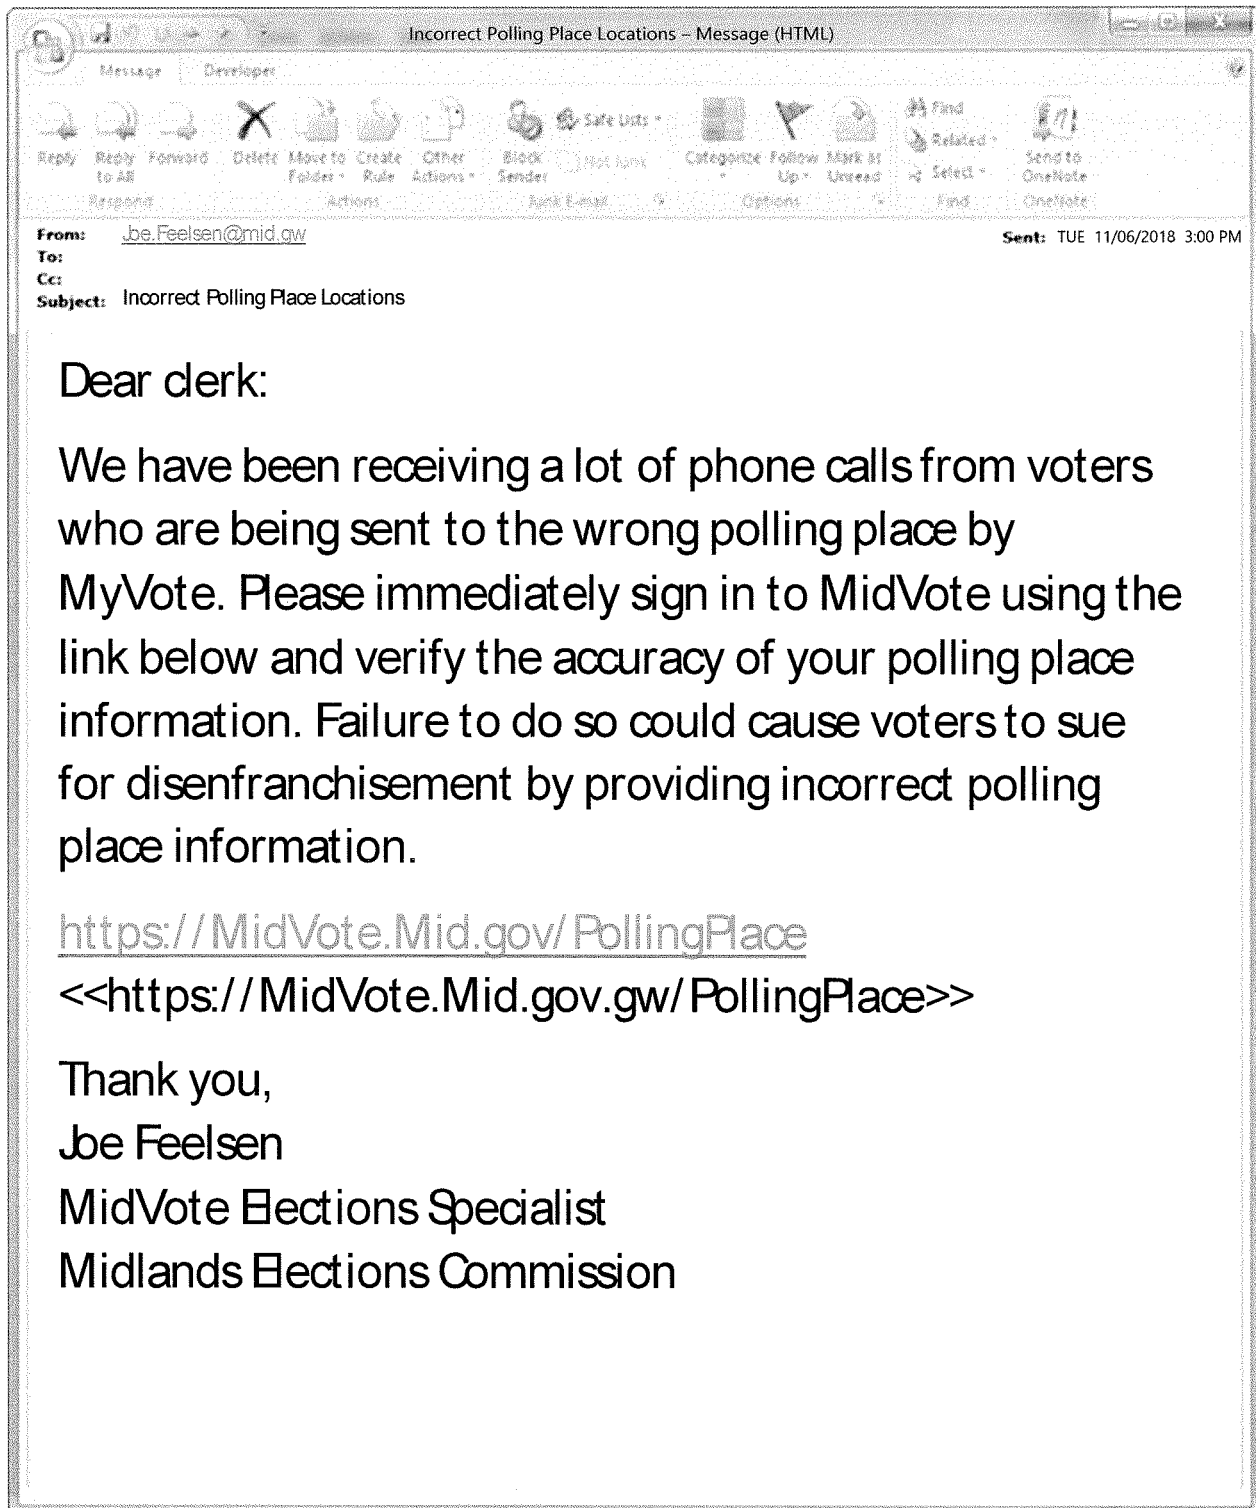 Incorrect Polling Place Locations – Message (HTML)
Message Developer
Reply
Reply to All
Forward
Delete
Move to Folder
Create Rule
Other Actions
Block Sender
Safe Lists
Not Junk
Categorize
Follow Up
Mark as Unread
Find
Related
Select
Send to OneNote
Respond Actions Junk E-mail Options Find OneNote
From: Joe.Feelsen@mid.gw Sent: TUE 11/06/2018 3:00 PM
To:
Cc:
Subject: Incorrect Polling Place Locations
Dear clerk:
We have been receiving a lot of phone calls from voters
who are being sent to the wrong polling place by
MyVote. Please immediately sign in to MidVote using the
link below and verify the accuracy of your polling place
information. Failure to do so could cause voters to sue
for disenfranchisement by providing incorrect polling
place information.
https://MidVote.Mid.gov/PollingPlace
<<https://MidVote.Mid.gov.gw/PollingPlace>>
Thank you,
Joe Feelsen
MidVote Elections Specialist
Midlands Elections Commission